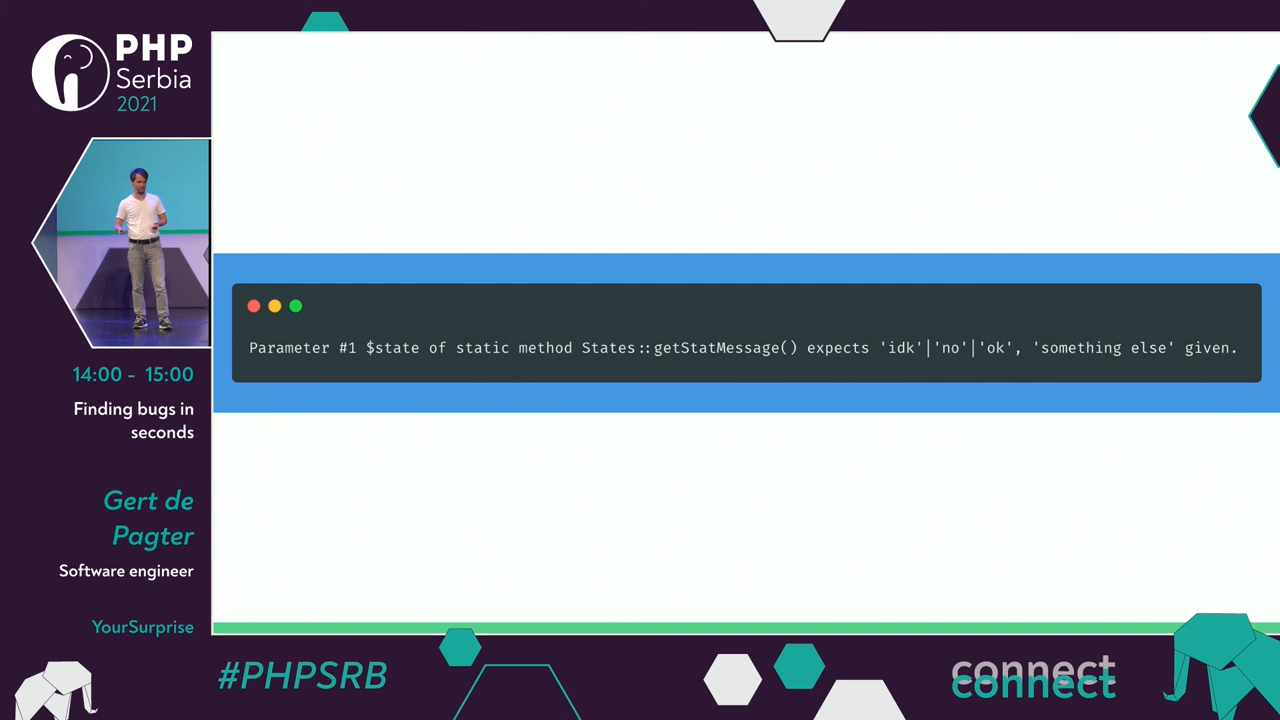 PHP
Serbia
2021
Parameter #1 $state of static method States::getStatMessage() expects 'idk'|'no'|'ok', 'something else' given.
14:00 - 15:00
Finding bugs in
seconds
Gert de
Pagter
Software engineer
YourSurprise
#PHPSRB
connect
connect